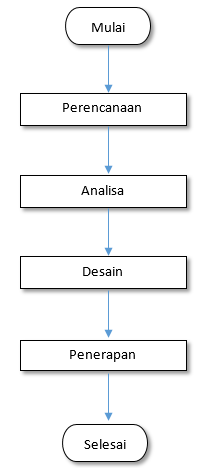 Mulai
Perencanaan
Analisa
Desain
Penerapan
Selesai